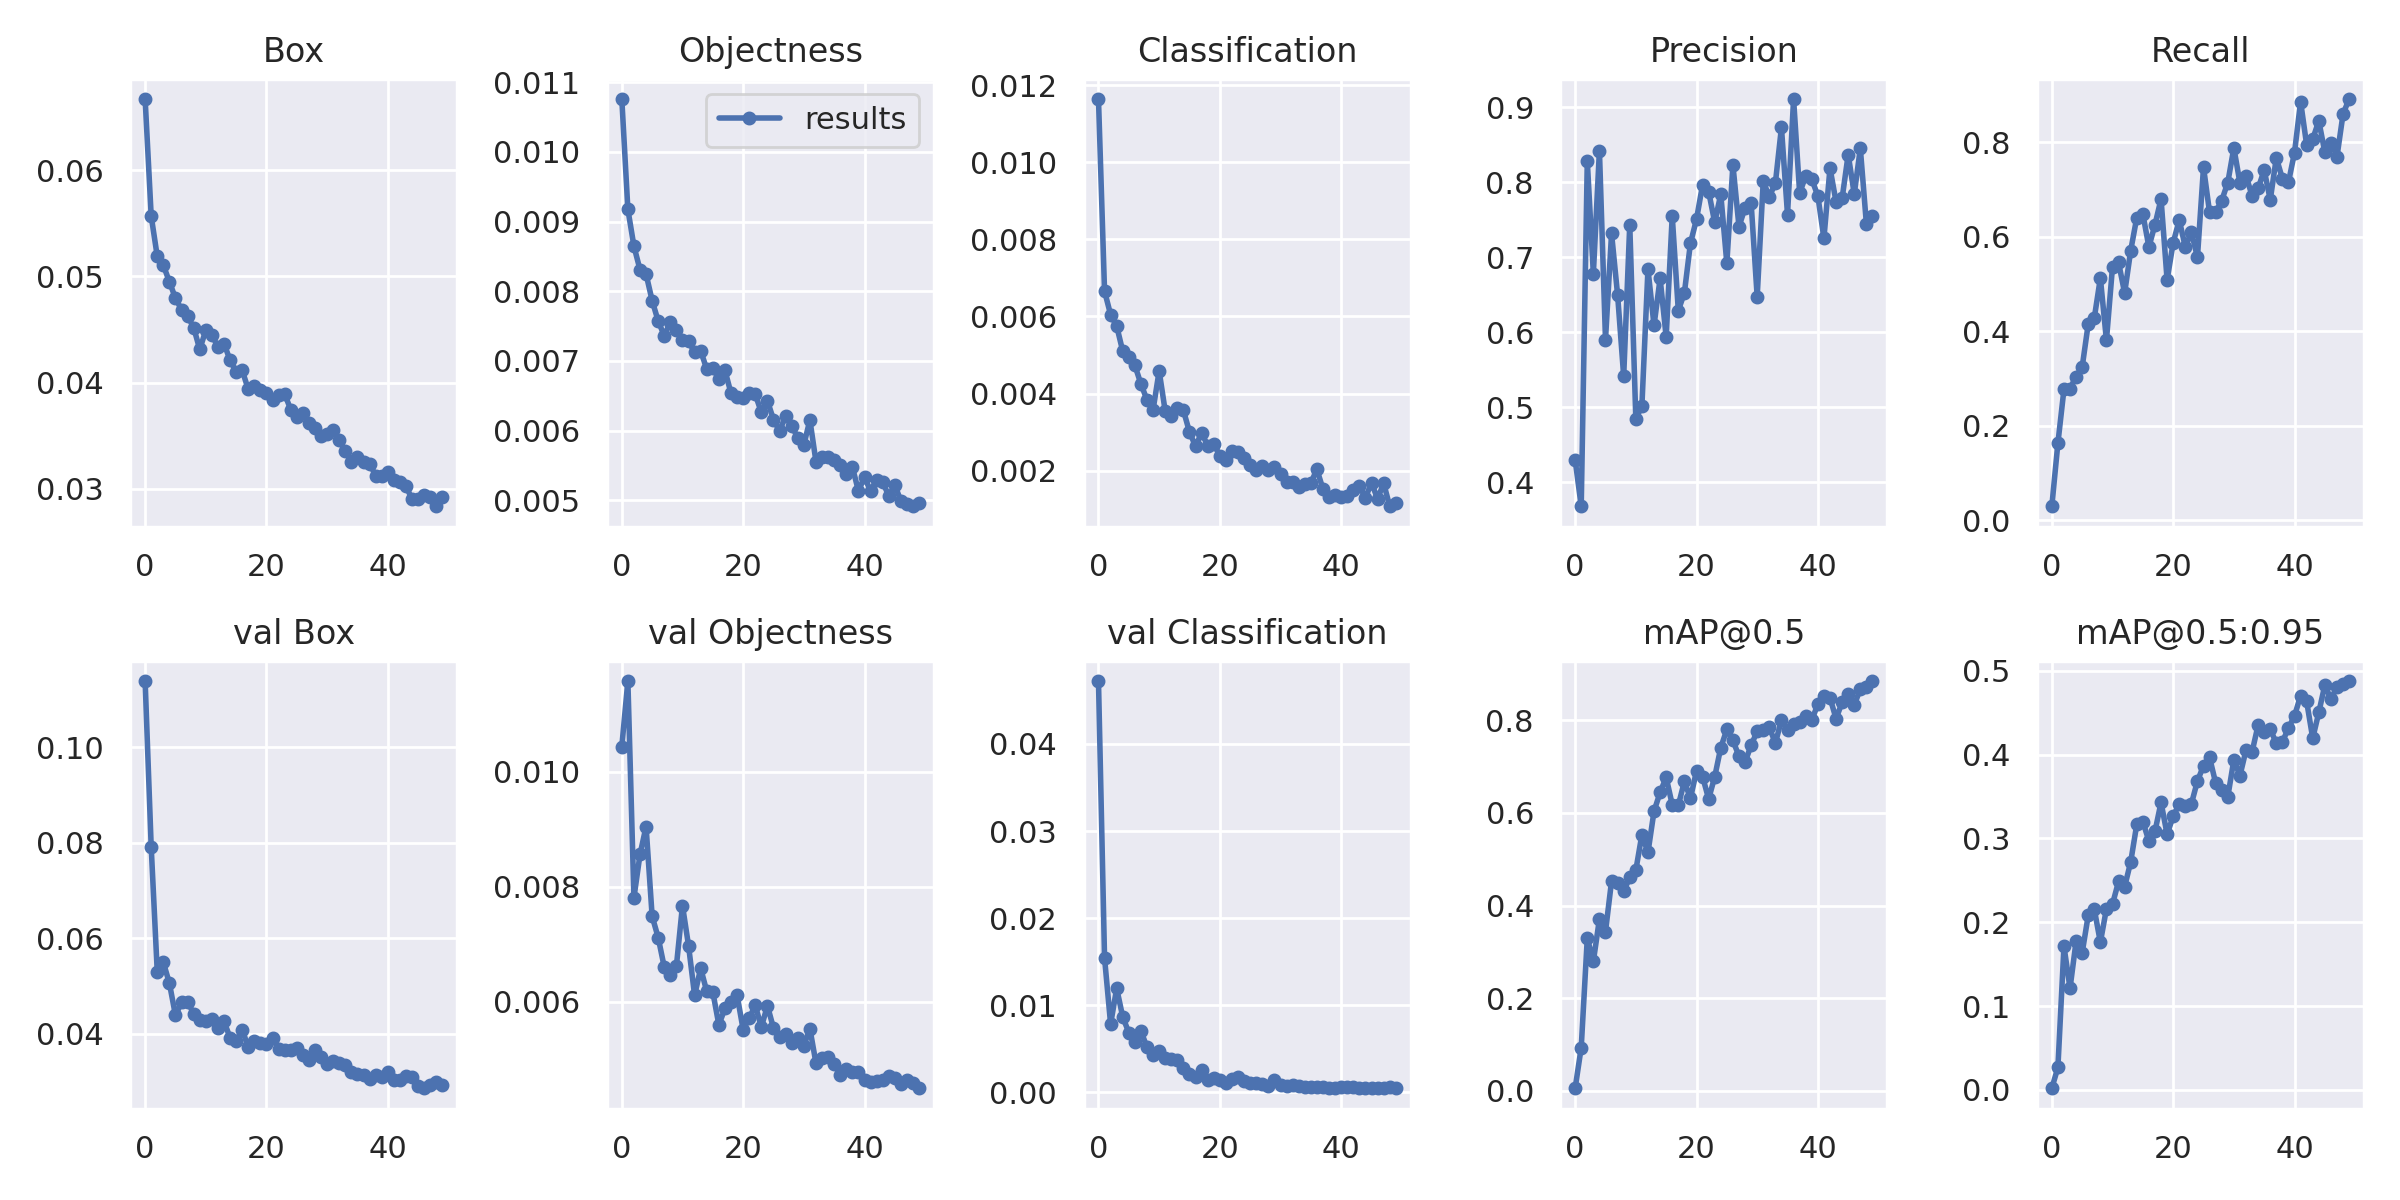 Box
0.06
0.05
0.04
0.03
0 20 40
Objectness
results
0.011
0.010
0.009
0.008
0.007
0.006
0.005
0 20 40
Classification
0.012
0.010
0.008
0.006
0.004
0.002
0 20 40
Precision
0.9
0.8
0.7
0.6
0.5
0.4
0 20 40
Recall
0.8
0.6
0.4
0.2
0.0
0 20 40
val Box
0.10
0.08
0.06
0.04
0 20 40
val Objectness
0.010
0.008
0.006
0 20 40
val Classification
0.04
0.03
0.02
0.01
0.00
0 20 40
mAP@0.5
0.8
0.6
0.4
0.2
0.0
0 20 40
mAP@0.5:0.95
0.5
0.4
0.3
0.2
0.1
0.0
0 20 40